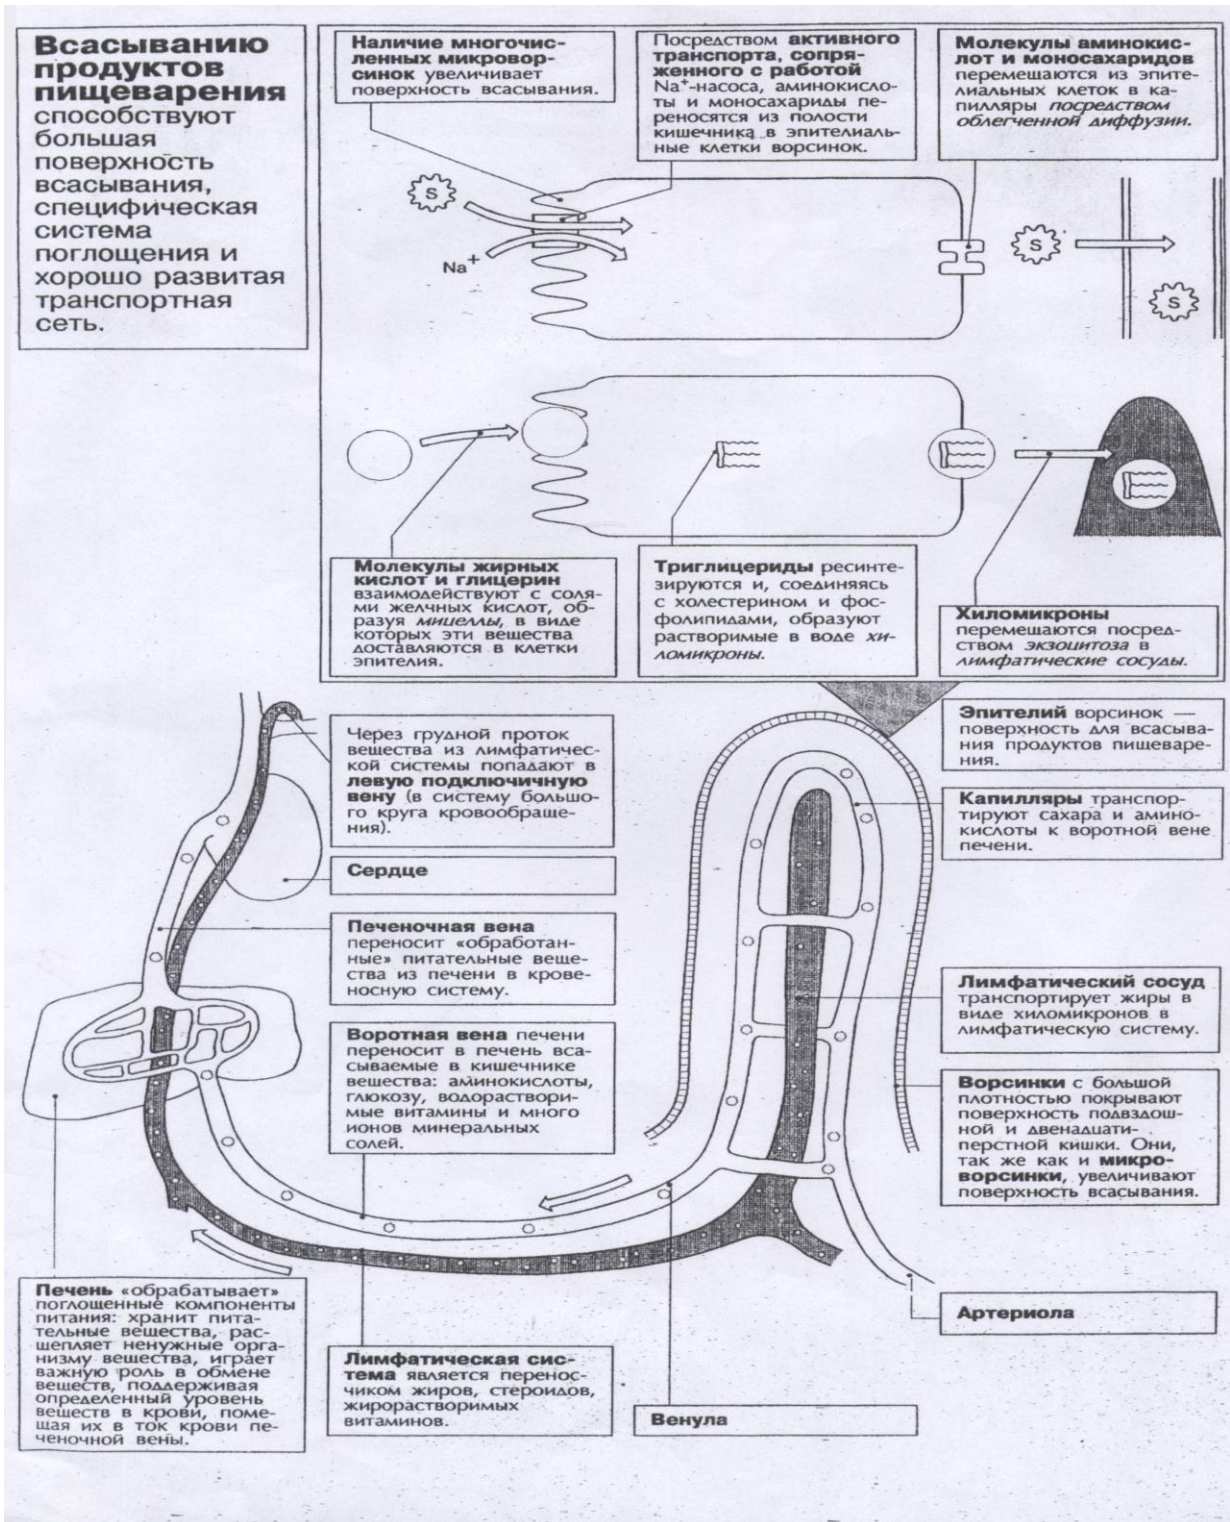 Всасыванию
продуктов
пищеварения
способствуют
большая
поверхность
всасывания,
специфическая
система
поглощения и
хорошо развитая
транспортная
сеть.
Наличие многочис-
ленных микровор-
синок увеличивает
поверхность всасывания.
Посредством активного
транспорта, сопря-
женного с работой
Na⁺-насоса, аминокисло-
ты и моносахариды пе-
реносятся из полости
кишечника в эпителиаль-
ные клетки ворсинок.
Молекулы аминокис-
лот и моносахаридов
перемещаются из эпите-
лиальных клеток в ка-
пилляры посредством
облегченной диффузии.
S
Na⁺
S
S
Молекулы жирных
кислот и глицерин
взаимодействуют с соля-
ми желчных кислот, об-
разуя мицеллы, в виде
которых эти вещества
доставляются в клетки
эпителия.
Триглицериды ресинте-
зируются и, соединяясь
с холестерином и фос-
фолипидами, образуют
растворимые в воде хи-
ломикроны.
Хиломикроны
перемещаются посред-
ством экзоцитоза в
лимфатические сосуды.
Через грудной проток
вещества из лимфатичес-
кой системы попадают в
левую подключичную
вену (в систему большо-
го круга кровообраще-
ния).
Сердце
Печеночная вена
переносит «обработан-
ные» питательные веще-
ства из печени в крове-
носную систему.
Воротная вена печени
переносит в печень вса-
сываемые в кишечнике
вещества: аминокислоты,
глюкозу, водораствори-
мые витамины и много
ионов минеральных
солей.
Эпителий ворсинок —
поверхность для всасыва-
ния продуктов пищеваре-
ния.
Капилляры транспор-
тируют сахара и амино-
кислоты к воротной вене
печени.
Лимфатический сосуд
транспортирует жиры в
виде хиломикронов в
лимфатическую систему.
Ворсинки с большой
плотностью покрывают
поверхность подвздош-
ной и двенадцати-
перстной кишки. Они,
так же как и микро-
ворсинки, увеличивают
поверхность всасывания.
Печень «обрабатывает»
поглощенные компоненты
питания: хранит пита-
тельные вещества, рас-
щепляет ненужные орга-
низму вещества, играет
важную роль в обмене
веществ, поддерживая
определенный уровень
веществ в крови, поме-
щая их в ток крови пе-
ченочной вены.
Лимфатическая сис-
тема является перенос-
чиком жиров, стероидов,
жирорастворимых
витаминов.
Венула
Артериола